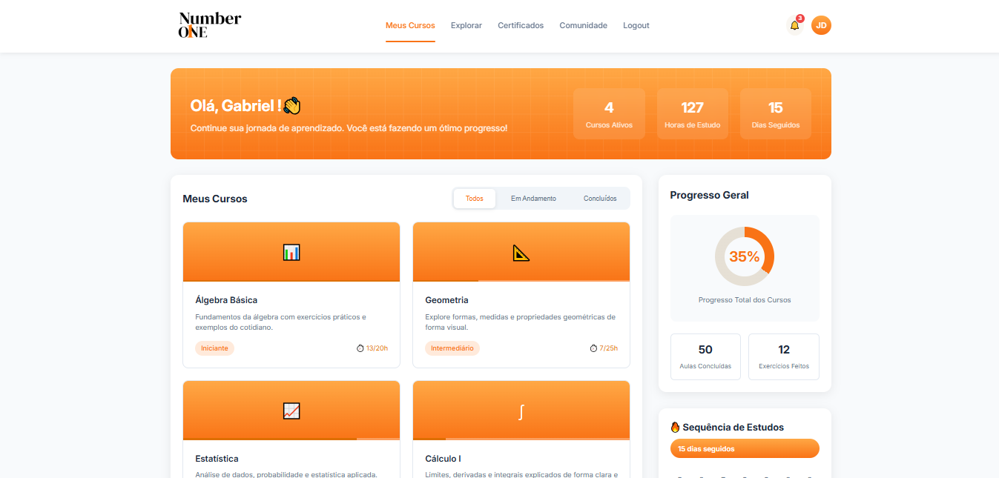 Number
ONE
Meus Cursos
Explorar
Certificados
Comunidade
Logout
3
JD
Olá, Gabriel !
Continue sua jornada de aprendizado. Você está fazendo um ótimo progresso!
4
Cursos Ativos
127
Horas de Estudo
15
Dias Seguidos
Meus Cursos
Todos
Em Andamento
Concluídos
Álgebra Básica
Fundamentos da álgebra com exercícios práticos e
exemplos do cotidiano.
Iniciante
13/20h
Geometria
Explore formas, medidas e propriedades geométricas de
forma visual.
Intermediário
7/25h
Estatística
Análise de dados, probabilidade e estatística aplicada.
∫
Cálculo I
Limites, derivadas e integrais explicados de forma clara e
Progresso Geral
35%
Progresso Total dos Cursos
50
Aulas Concluídas
12
Exercícios Feitos
Sequência de Estudos
15 dias seguidos